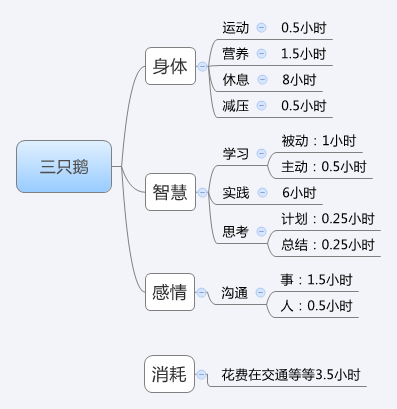 三只鹅
身体
运动 0.5小时
营养 1.5小时
休息 8小时
减压 0.5小时
智慧
学习
被动：1小时
主动：0.5小时
实践 6小时
思考
计划：0.25小时
总结：0.25小时
感情
沟通
事：1.5小时
人：0.5小时
消耗
花费在交通等等3.5小时